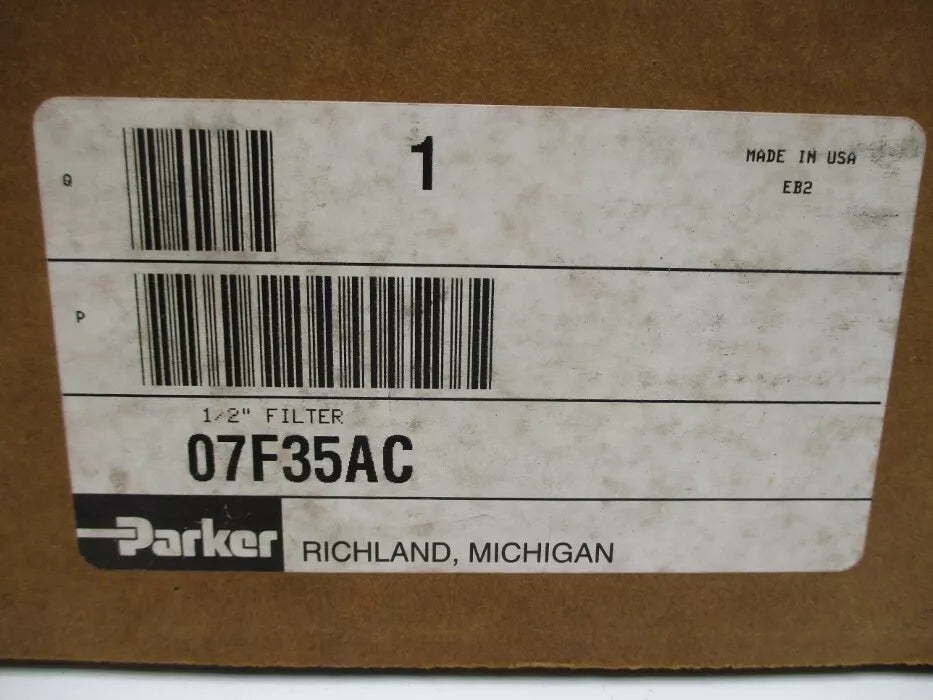 Q
1
MADE IN USA
EB2
P
1/2" FILTER
07F35AC
Parker
RICHLAND, MICHIGAN